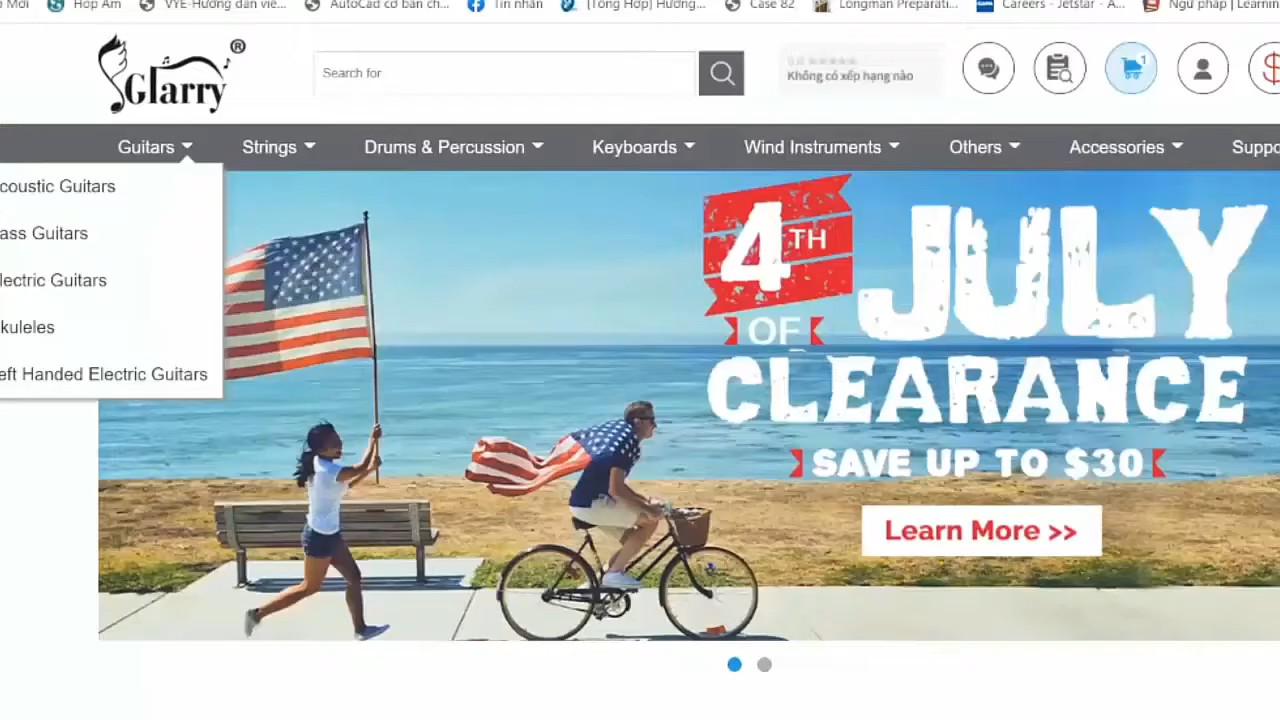 Hợp Âm
VYE-Hướng dẫn viê...
AutoCad cơ bản ch...
Tin nhắn
[Tổng Hợp] Hướng...
Case 82
Longman Preparati...
Careers - Jetstar - A...
Ngữ pháp | Learnin
Glarry ®
Search for
Không có xếp hạng nào
1
Guitars
Strings
Drums & Percussion
Keyboards
Wind Instruments
Others
Accessories
Suppo
coustic Guitars
ass Guitars
lectric Guitars
kuleles
eft Handed Electric Guitars
4TH
OF
JULY
CLEARANCE
SAVE UP TO $30
Learn More >>